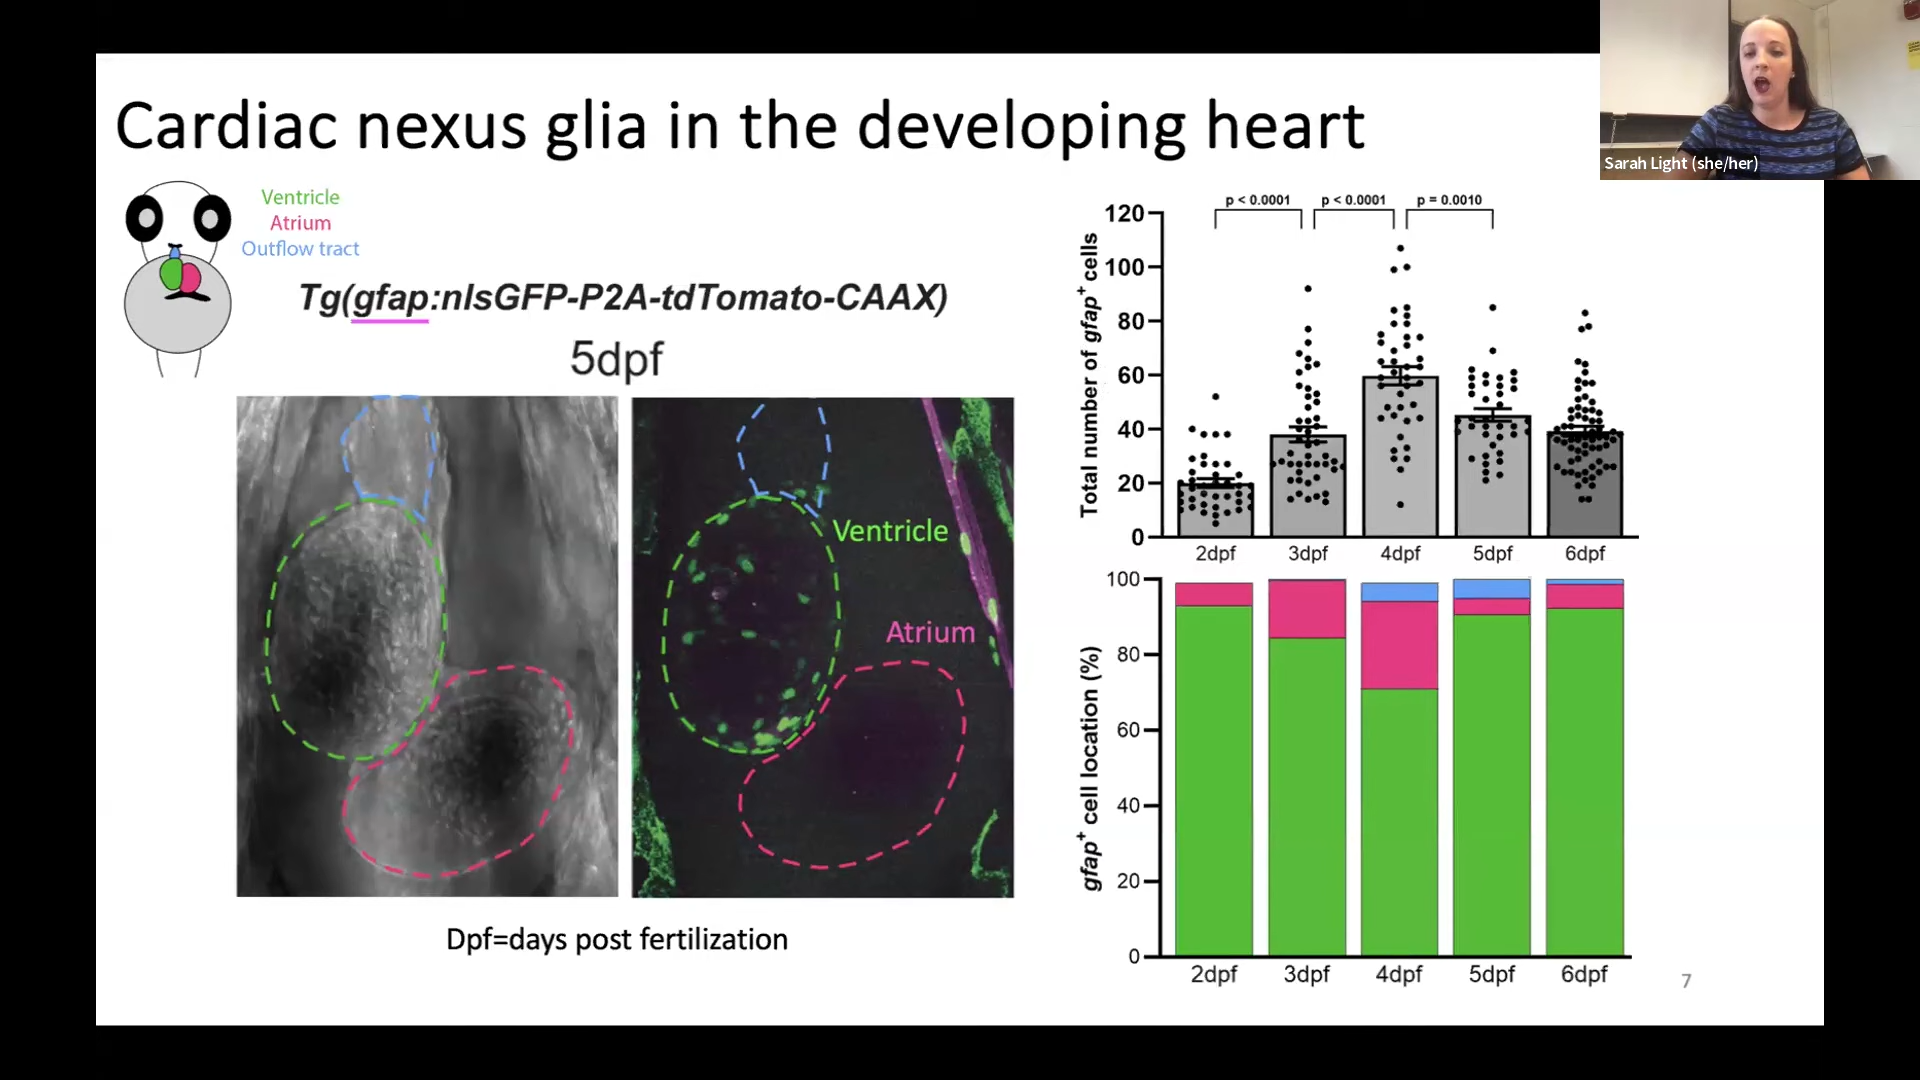 Cardiac nexus glia in the developing heart
Sarah Light (she/her)
Ventricle
Atrium
Outflow tract
Tg(gfap:nlsGFP-P2A-tdTomato-CAAX)
5dpf
Ventricle
Atrium
Dpf=days post fertilization
p < 0.0001
p < 0.0001
p = 0.0010
Total number of gfap+ cells
120
100
80
60
40
20
0
2dpf 3dpf 4dpf 5dpf 6dpf
gfap+ cell location (%)
100
80
60
40
20
0
2dpf 3dpf 4dpf 5dpf 6dpf
7